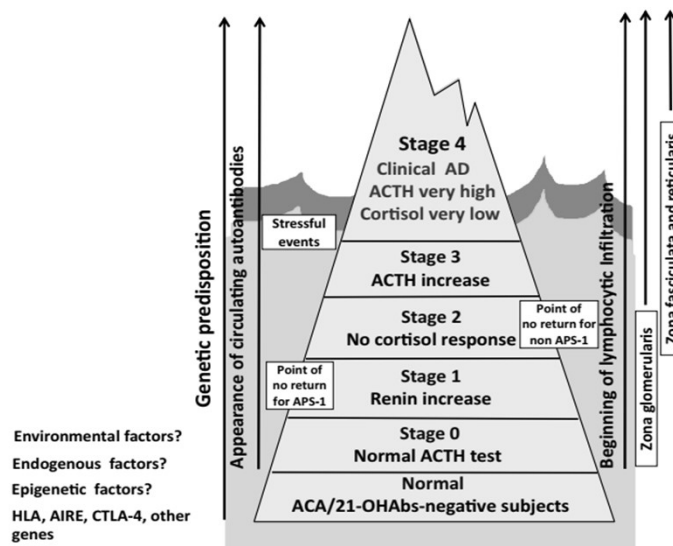 Stage 4
Clinical AD
ACTH very high
Cortisol very low
Stressful
events
Stage 3
ACTH increase
Stage 2
No cortisol response
Point of
no return for
non APS-1
Point of
no return
for APS-1
Stage 1
Renin increase
Stage 0
Normal ACTH test
Normal
ACA/21-OHAbs-negative subjects
Genetic predisposition
Appearance of circulating autoantibodies
Beginning of lymphocytic Infiltration
Zona glomerularis
Zona fasciculata and reticularis
Environmental factors?
Endogenous factors?
Epigenetic factors?
HLA, AIRE, CTLA-4, other
genes